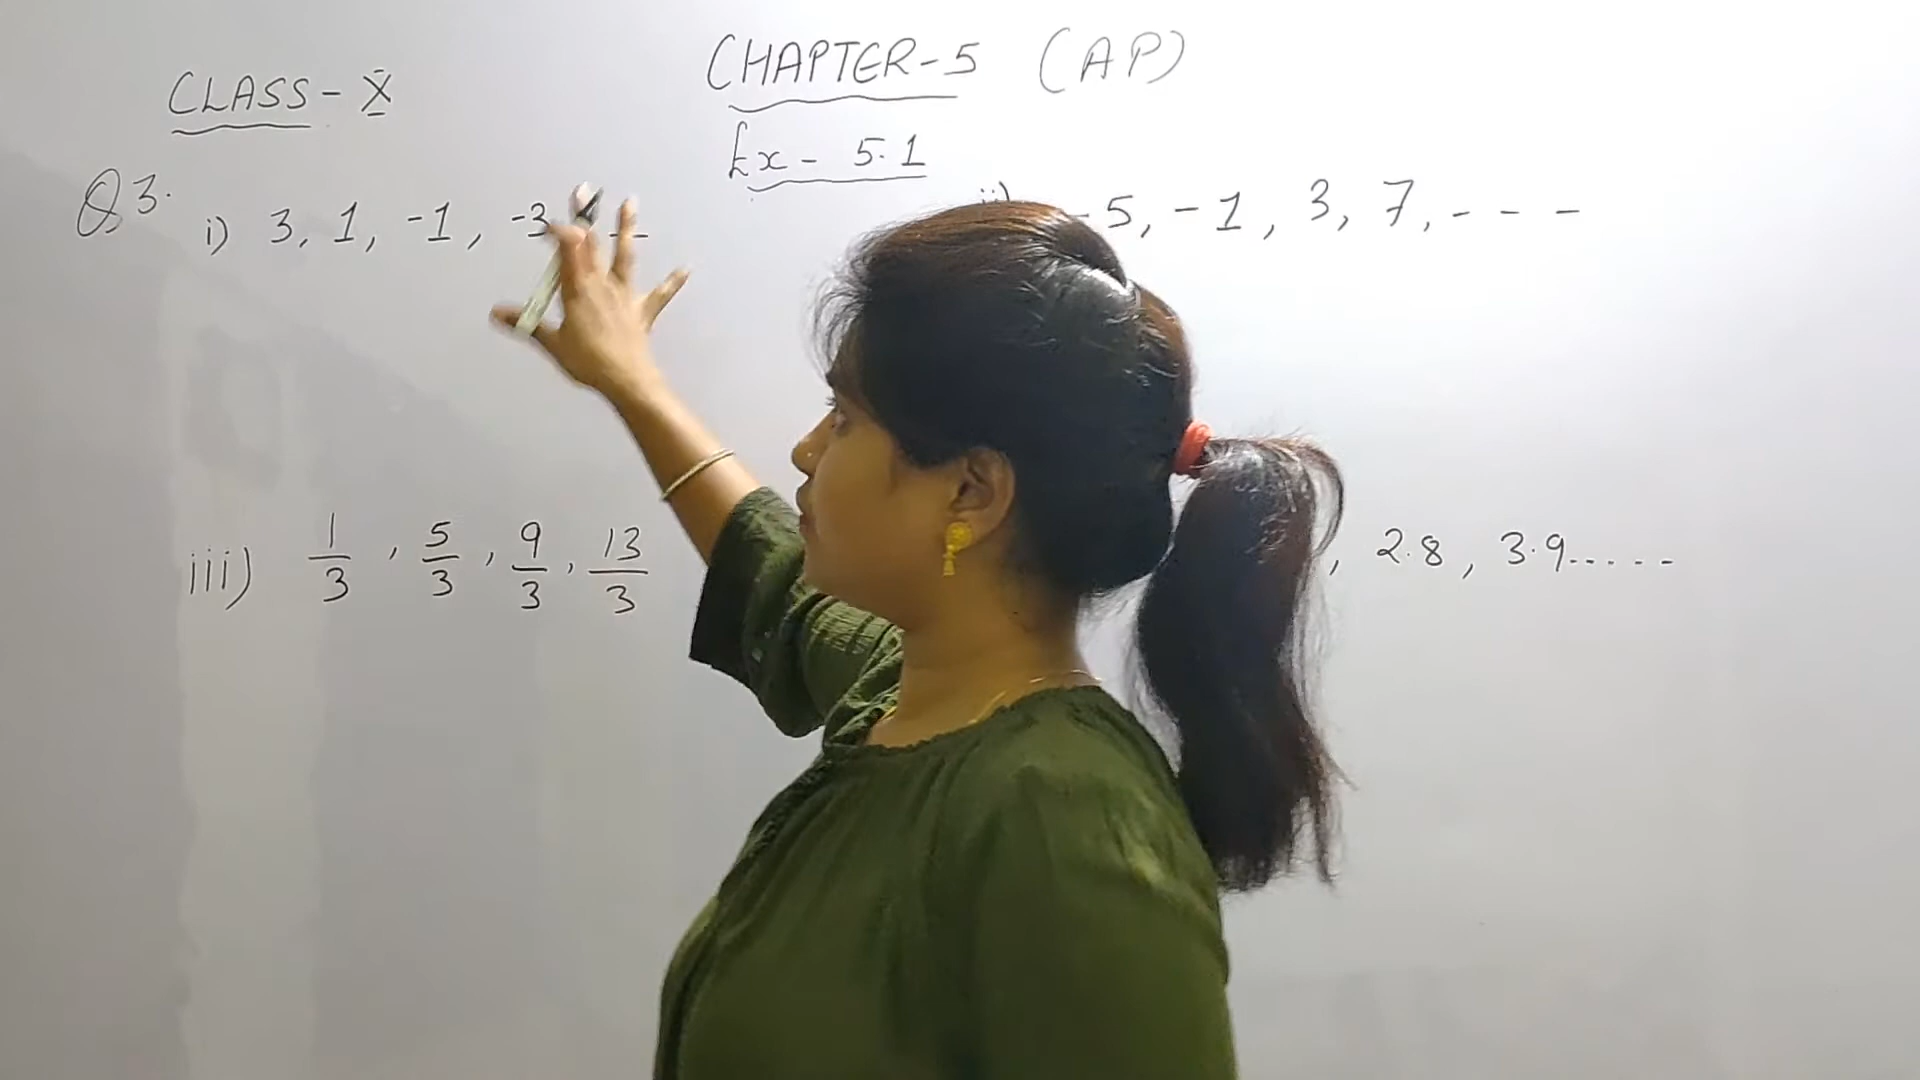 CLASS - X
CHAPTER-5 (AP)
Ex - 5.1
Q3.
i) 3, 1, -1, -3
ii) -5, -1, 3, 7, - - -
iii) 1/3, 5/3, 9/3, 13/3
, 2.8, 3.9.....